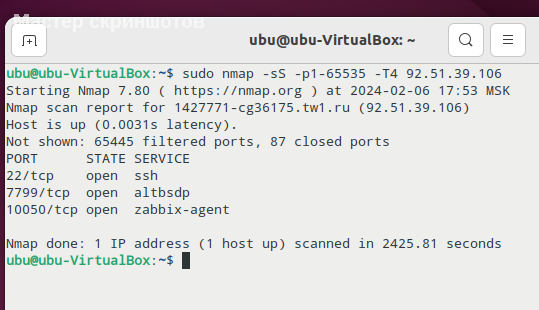 Мастер скриншотов
ubu@ubu-VirtualBox: ~
ubu@ubu-VirtualBox:~$ sudo nmap -sS -p1-65535 -T4 92.51.39.106
Starting Nmap 7.80 ( https://nmap.org ) at 2024-02-06 17:53 MSK
Nmap scan report for 1427771-cg36175.tw1.ru (92.51.39.106)
Host is up (0.0031s latency).
Not shown: 65445 filtered ports, 87 closed ports
PORT      STATE SERVICE
22/tcp    open  ssh
7799/tcp  open  altbsdp
10050/tcp open  zabbix-agent
Nmap done: 1 IP address (1 host up) scanned in 2425.81 seconds
ubu@ubu-VirtualBox:~$